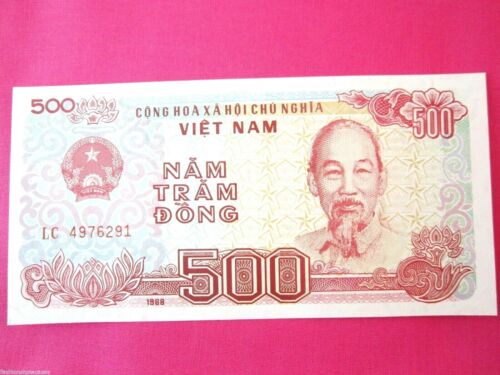 500
CỘNG HOÀ XÃ HỘI CHỦ NGHĨA
VIỆT NAM
500
NĂM
TRĂM
ĐỒNG
LC 4976291
500
1988